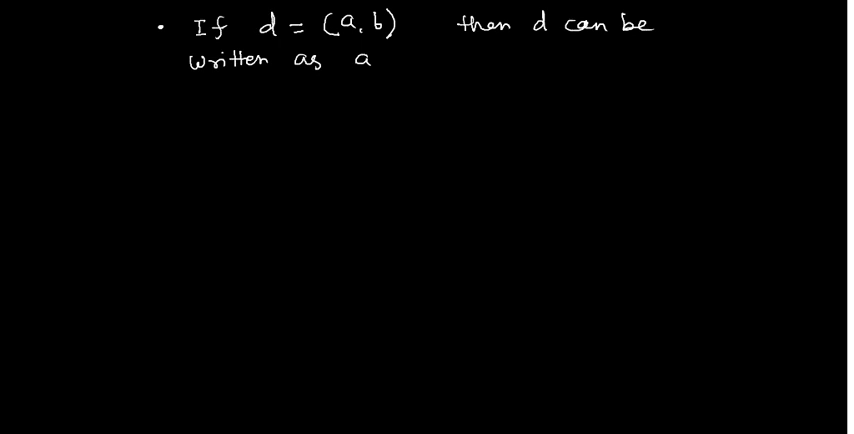 • If d = (a, b) then d can be
written as a